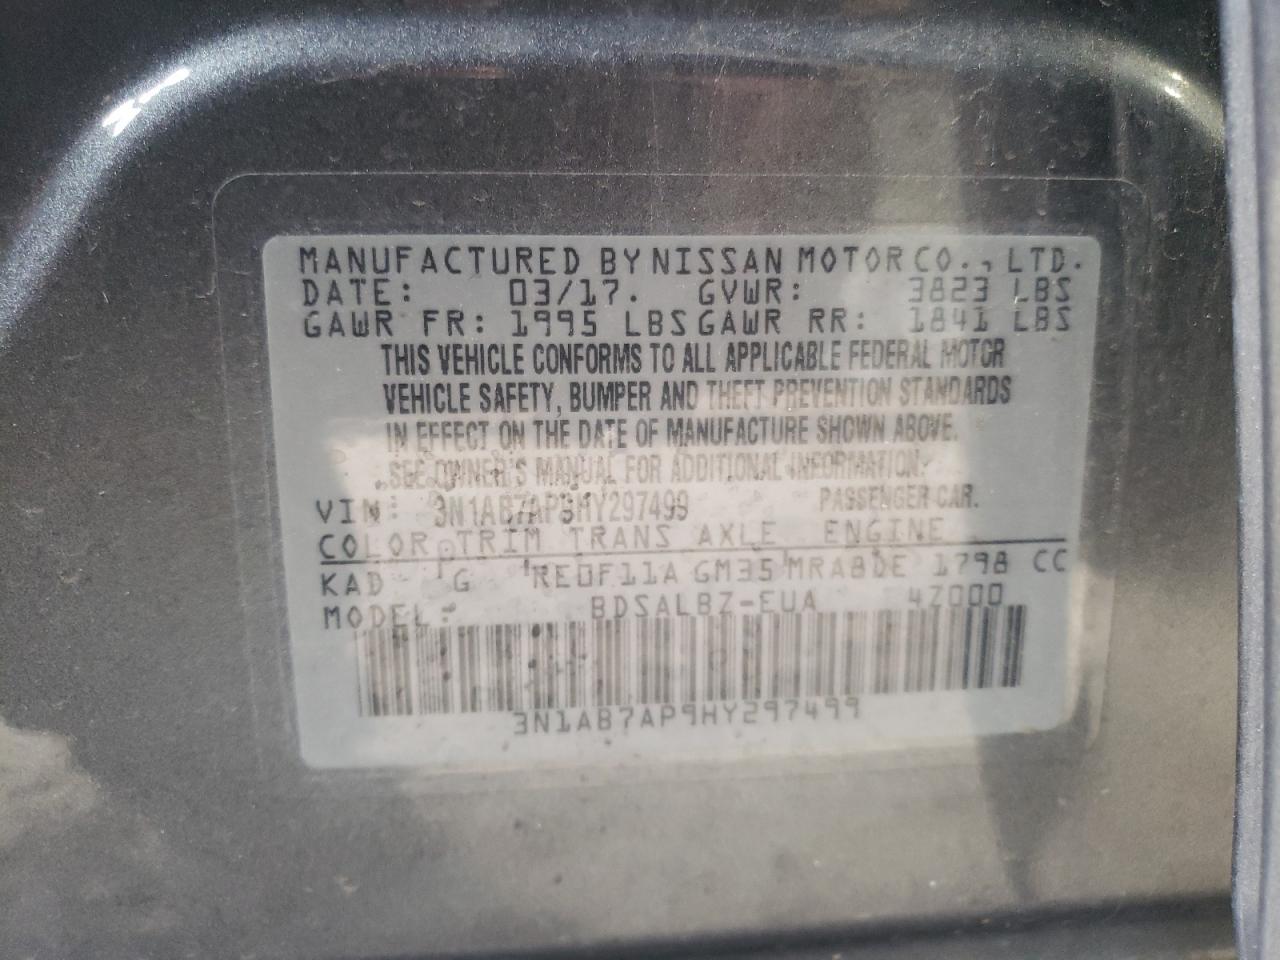 MANUFACTURED BY NISSAN MOTOR CO., LTD.
DATE: 03/17. GVWR: 3823 LBS
GAWR FR: 1995 LBS GAWR RR: 1841 LBS
THIS VEHICLE CONFORMS TO ALL APPLICABLE FEDERAL MOTOR
VEHICLE SAFETY, BUMPER AND THEFT PREVENTION STANDARDS
IN EFFECT ON THE DATE OF MANUFACTURE SHOWN ABOVE.
SEE OWNER'S MANUAL FOR ADDITIONAL INFORMATION.
VIN: 3N1AB7AP9HY297499 PASSENGER CAR.
COLOR TRIM TRANS AXLE ENGINE
KAD G RE0F11A GM35 MRA8DE 1798 CC
MODEL: BDSALBZ-EUA 4Z000
3N1AB7AP9HY297499